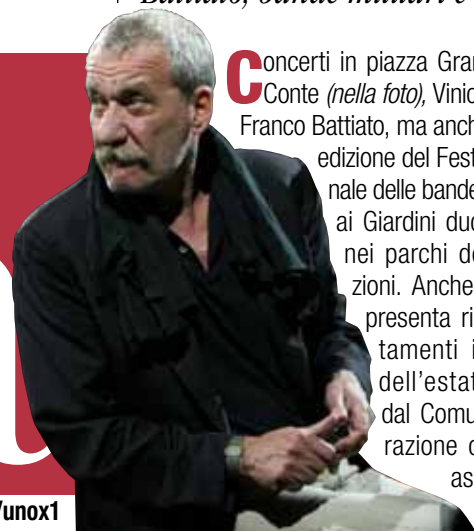 Battiato, bande militari e
Concerti in piazza Gran
Conte (nella foto), Vinic
Franco Battiato, ma anch
edizione del Fest
nale delle bande
ai Giardini duc
nei parchi de
zioni. Anche
presenta ri
tamenti i
dell'estat
dal Comu
razione c
as
/unox1